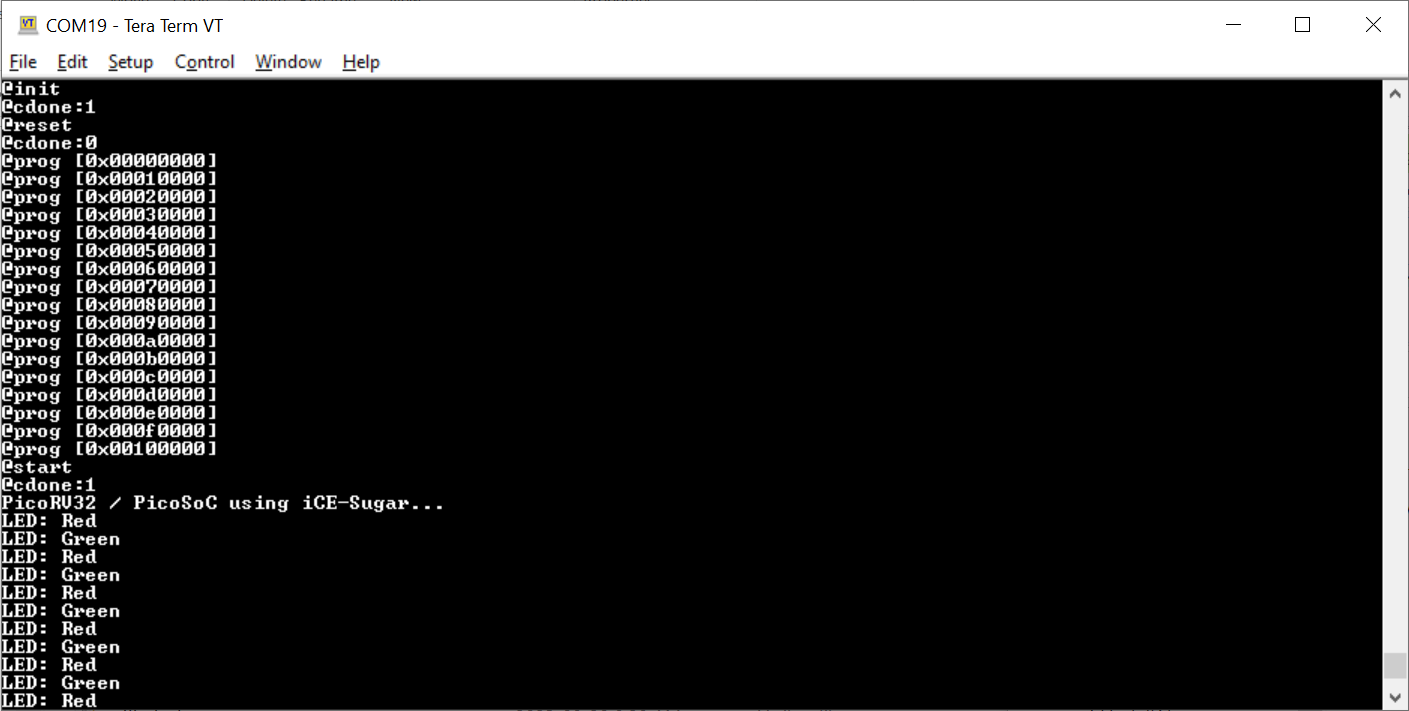 COM19 - Tera Term VT
File Edit Setup Control Window Help
@init
@cdone:1
@reset
@cdone:0
@prog [0x00000000]
@prog [0x00010000]
@prog [0x00020000]
@prog [0x00030000]
@prog [0x00040000]
@prog [0x00050000]
@prog [0x00060000]
@prog [0x00070000]
@prog [0x00080000]
@prog [0x00090000]
@prog [0x000a0000]
@prog [0x000b0000]
@prog [0x000c0000]
@prog [0x000d0000]
@prog [0x000e0000]
@prog [0x000f0000]
@prog [0x00100000]
@start
@cdone:1
PicoRV32 / PicoSoC using iCE-Sugar...
LED: Red
LED: Green
LED: Red
LED: Green
LED: Red
LED: Green
LED: Red
LED: Green
LED: Red
LED: Green
LED: Red